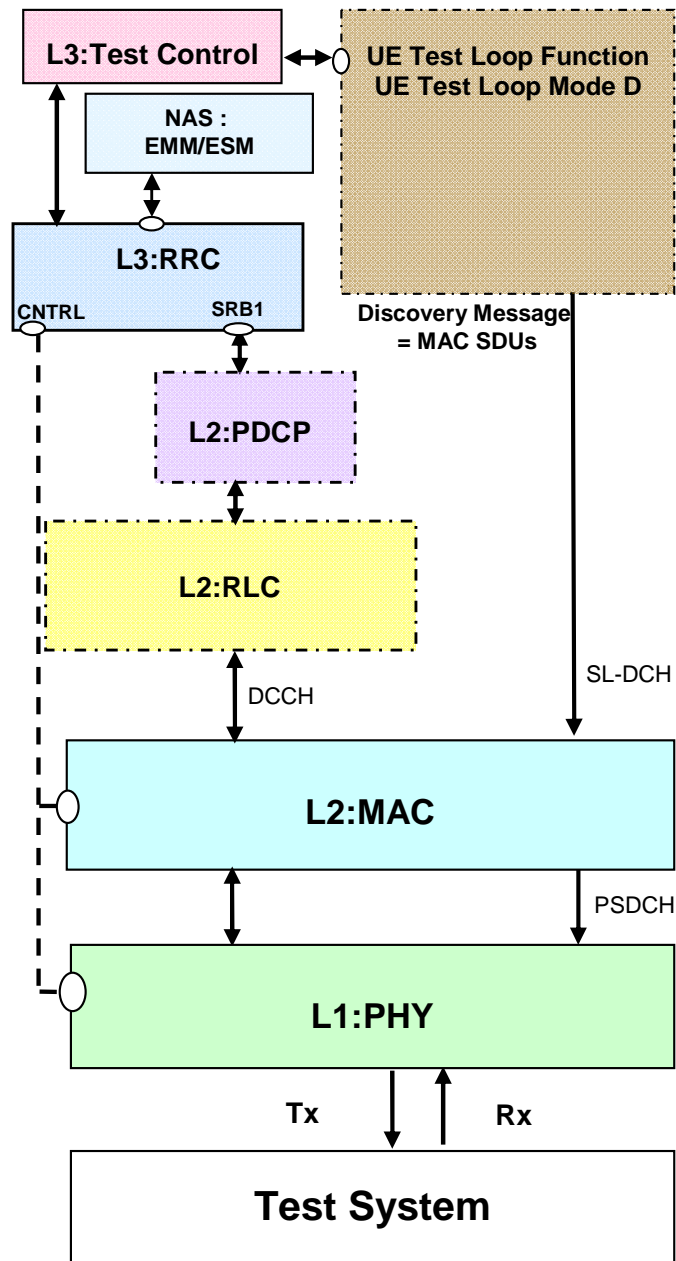 L3:Test Control
UE Test Loop Function
UE Test Loop Mode D
NAS :
EMM/ESM
L3:RRC
CNTRL
SRB1
Discovery Message
= MAC SDUs
L2:PDCP
L2:RLC
DCCH
SL-DCH
L2:MAC
PSDCH
L1:PHY
Tx
Rx
Test System